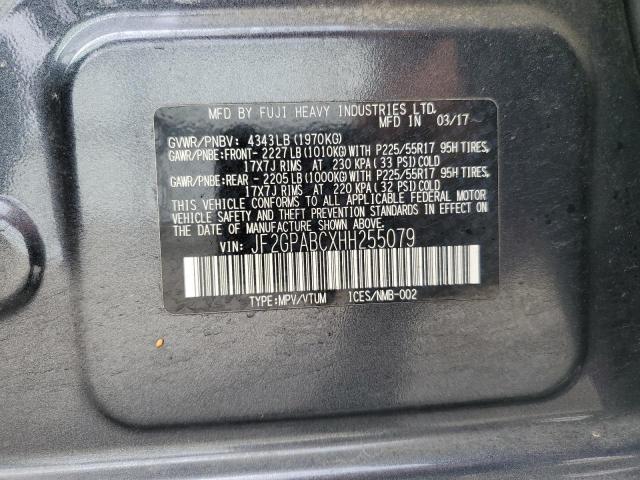 MFD BY FUJI HEAVY INDUSTRIES LTD.
MFD IN 03/17
GVWR/PNBV: 4343LB(1970KG)
GAWR/PNBE:FRONT- 2227LB(1010KG)WITH P225/55R17 95H TIRES,
17X7J RIMS AT 230 KPA(33 PSI)COLD
GAWR/PNBE:REAR - 2205LB(1000KG)WITH P225/55R17 95H TIRES,
17X7J RIMS AT 220 KPA(32 PSI)COLD
THIS VEHICLE CONFORMS TO ALL APPLICABLE FEDERAL MOTOR
VEHICLE SAFETY AND THEFT PREVENTION STANDARDS IN EFFECT ON
THE DATE OF MANUFACTURE SHOWN ABOVE.
VIN: JF2GPABCXHH255079
TYPE:MPV/VTUM ICES/NMB-002